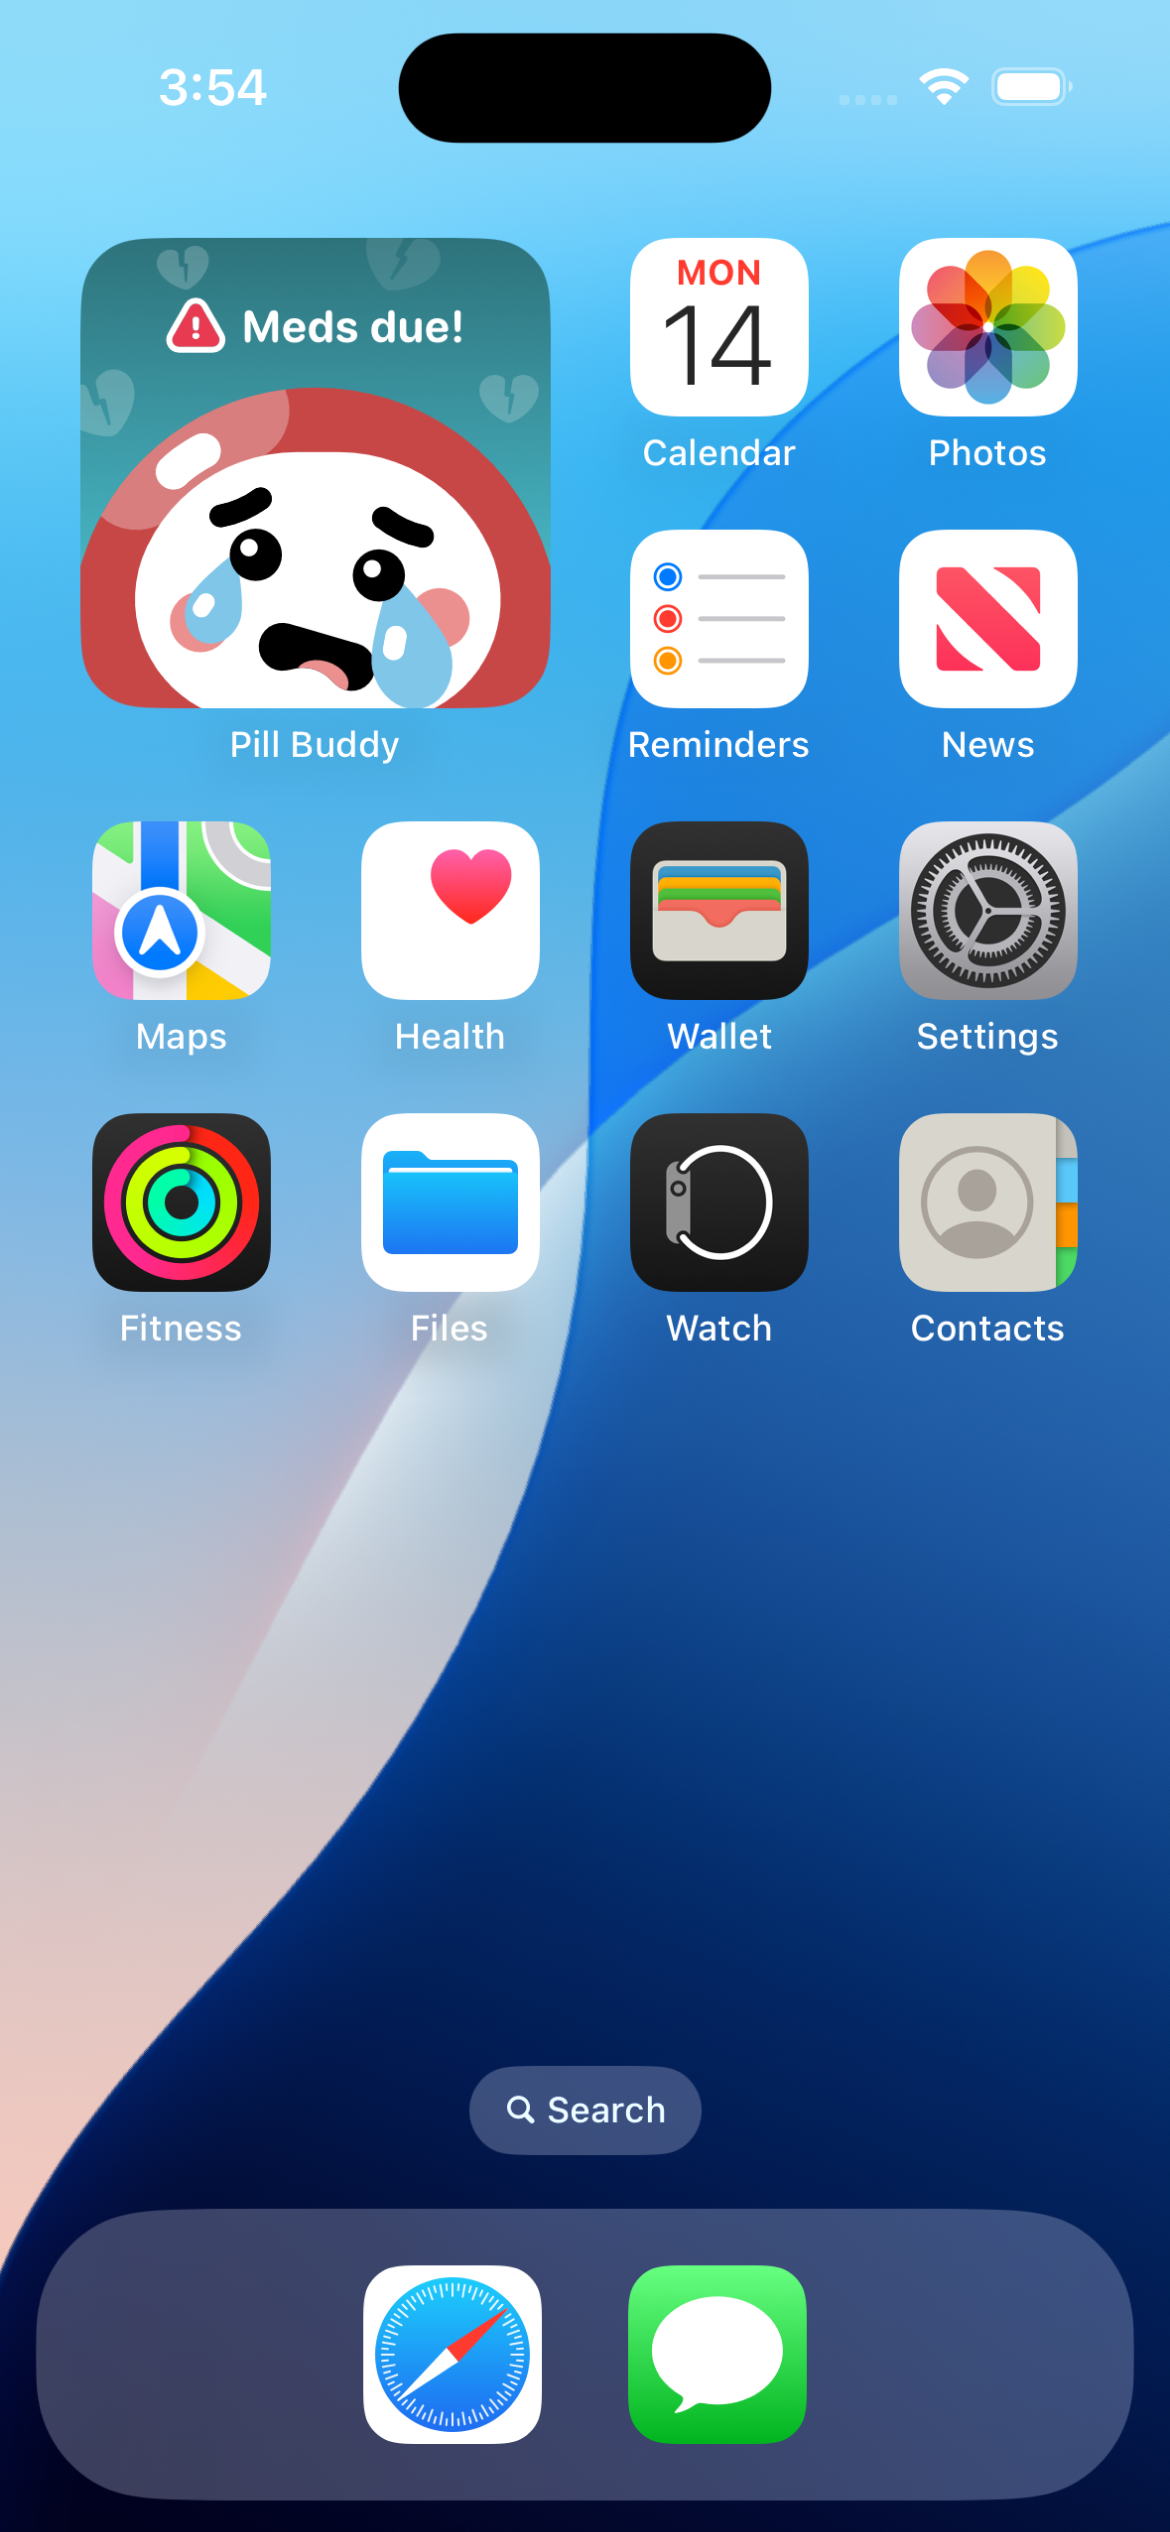 3:54
Meds due!
Pill Buddy
MON
14
Calendar
Photos
Reminders
News
Maps
Health
Wallet
Settings
Fitness
Files
Watch
Contacts
Search